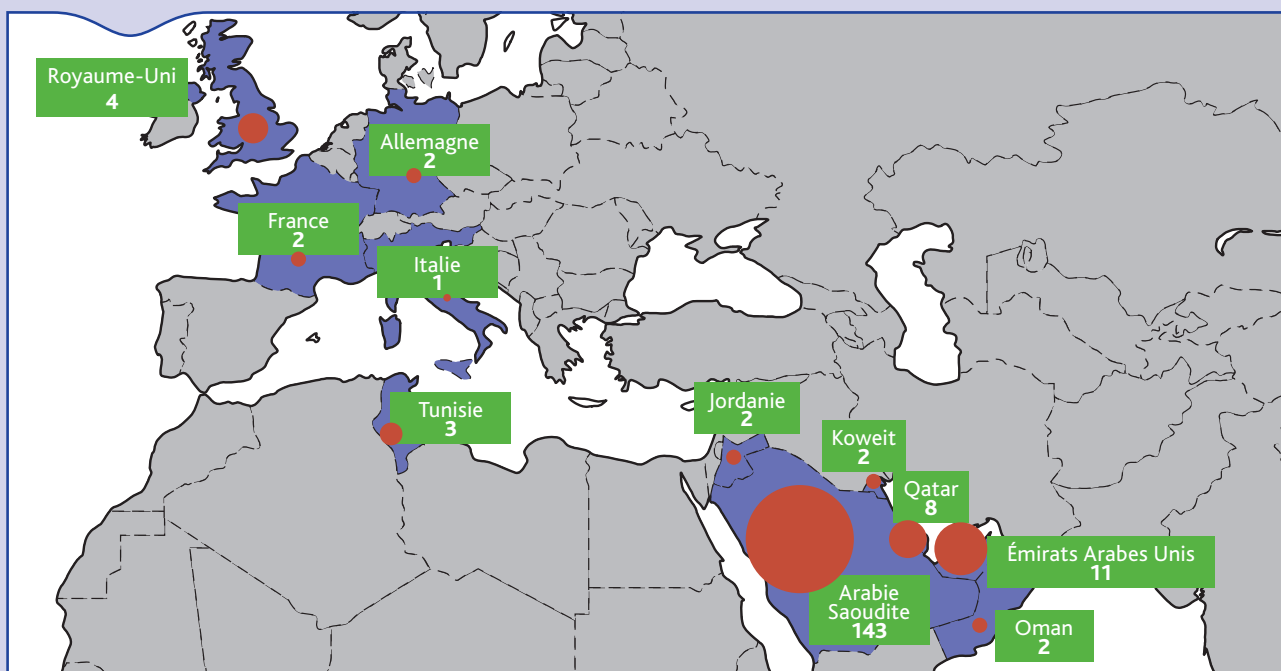 Royaume-Uni
4
Allemagne
2
France
2
Italie
1
Tunisie
3
Jordanie
2
Koweit
2
Qatar
8
Émirats Arabes Unis
11
Arabie
Saoudite
143
Oman
2